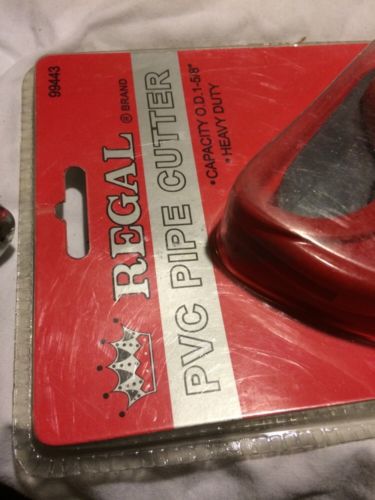 99443
REGAL ® BRAND
PVC PIPE CUTTER
• CAPACITY O.D. 1-5/8"
• HEAVY DUTY